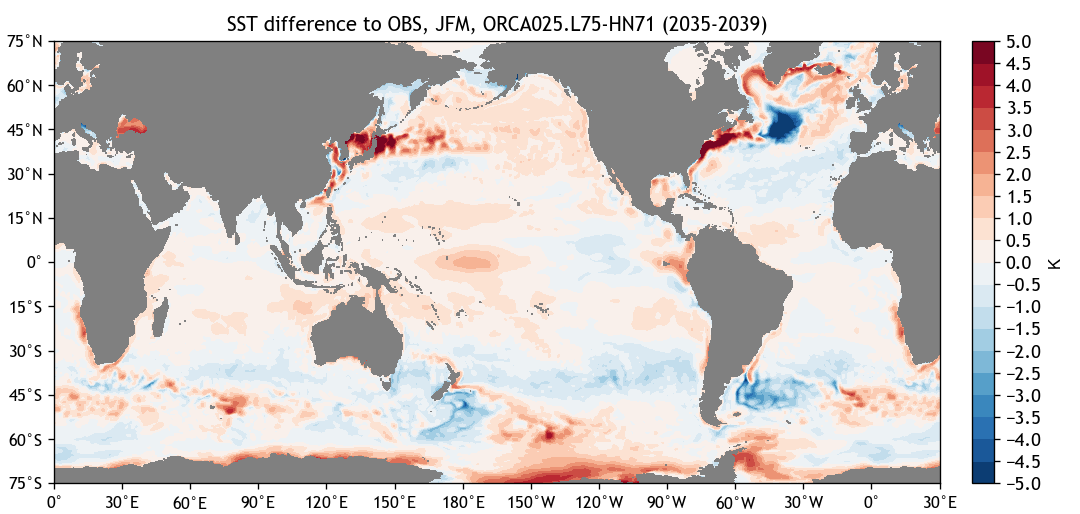 SST difference to OBS, JFM, ORCA025.L75-HN71 (2035-2039)
75°N
60°N
45°N
30°N
15°N
0°
15°S
30°S
45°S
60°S
75°S
0° 30°E 60°E 90°E 120°E 150°E 180°E 150°W 120°W 90°W 60°W 30°W 0° 30°E
5.0
4.5
4.0
3.5
3.0
2.5
2.0
1.5
1.0
0.5
0.0
−0.5
−1.0
−1.5
−2.0
−2.5
−3.0
−3.5
−4.0
−4.5
−5.0
K